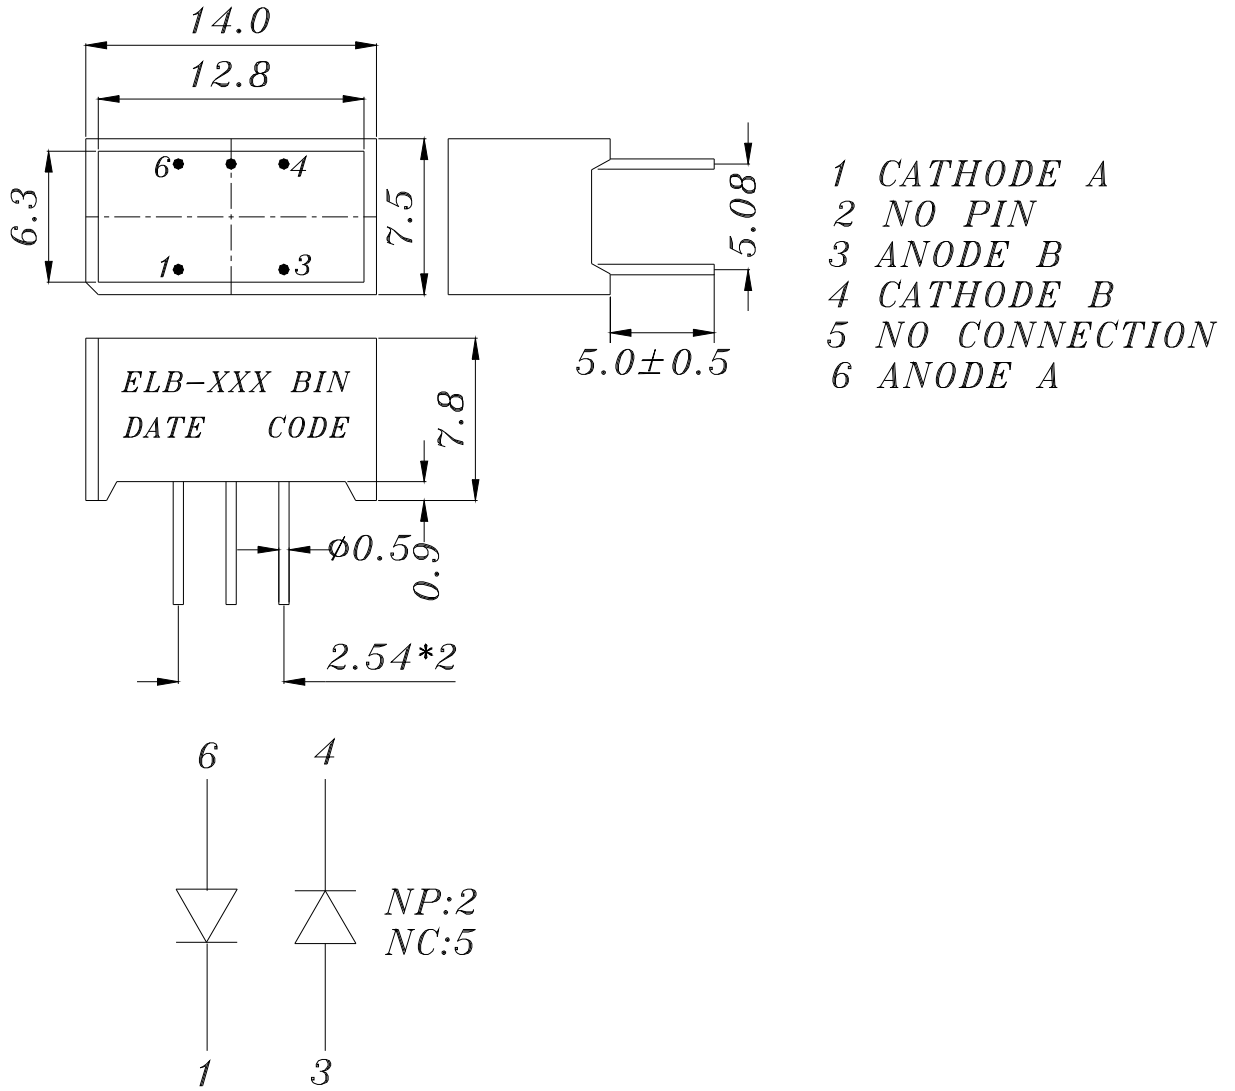 14.0
12.8
6 4
1 3
6.3
7.5
5.08
5.0±0.5
1 CATHODE A
2 NO PIN
3 ANODE B
4 CATHODE B
5 NO CONNECTION
6 ANODE A
ELB-XXX BIN
DATE CODE
7.8
0.9
ø0.5
2.54*2
6 4
NP:2
NC:5
1 3